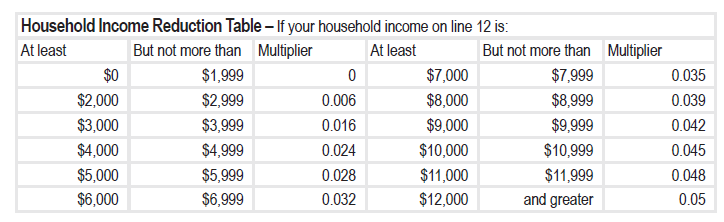 Household Income Reduction Table – If your household income on line 12 is:
At least But not more than Multiplier At least But not more than Multiplier
$0 $1,999 0 $7,000 $7,999 0.035
$2,000 $2,999 0.006 $8,000 $8,999 0.039
$3,000 $3,999 0.016 $9,000 $9,999 0.042
$4,000 $4,999 0.024 $10,000 $10,999 0.045
$5,000 $5,999 0.028 $11,000 $11,999 0.048
$6,000 $6,999 0.032 $12,000 and greater 0.05